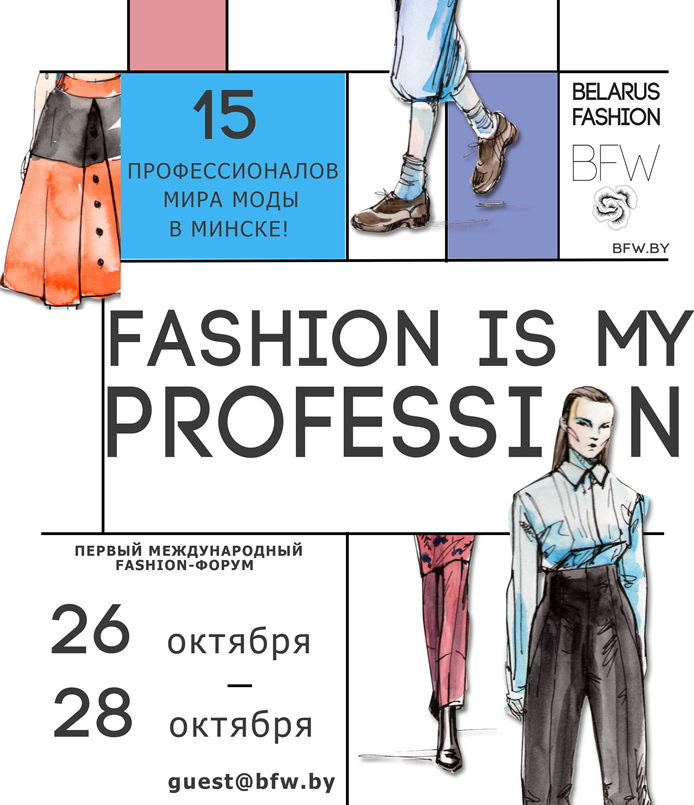 15
ПРОФЕССИОНАЛОВ
МИРА МОДЫ
В МИНСКЕ!
BELARUS
FASHION
BFW
BFW.BY
FASHION IS MY
PROFESSI N
ПЕРВЫЙ МЕЖДУНАРОДНЫЙ
FASHION-ФОРУМ
26 октября
–
28 октября
guest@bfw.by